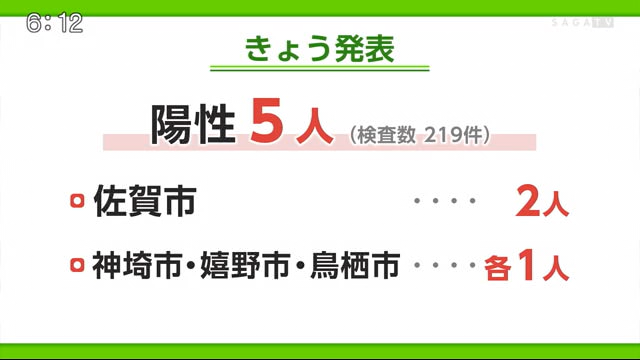 6:12
SAGATV
きょう発表
陽性 5人 (検査数 219件)
佐賀市 ‥‥ 2人
神埼市・嬉野市・鳥栖市 ‥‥ 各1人